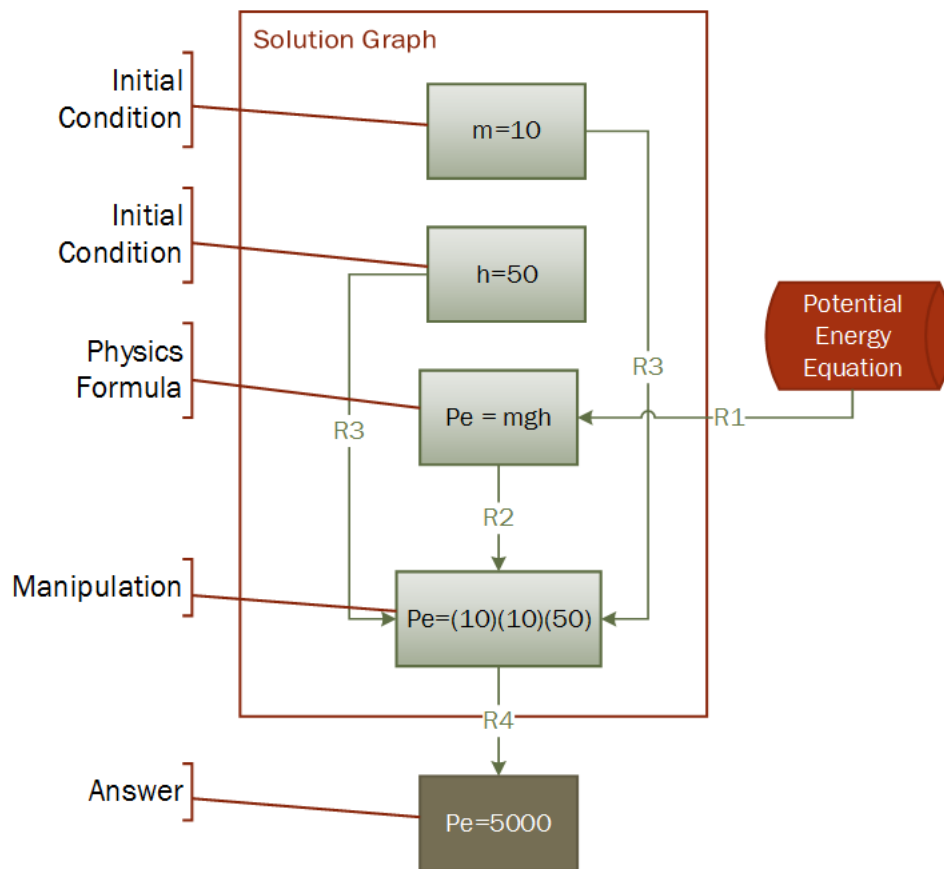 Solution Graph
Initial
Condition
m=10
Initial
Condition
h=50
Potential
Energy
Equation
Physics
Formula
R3
Pe = mgh
R1
R3
R2
Manipulation
Pe=(10)(10)(50)
R4
Answer
Pe=5000